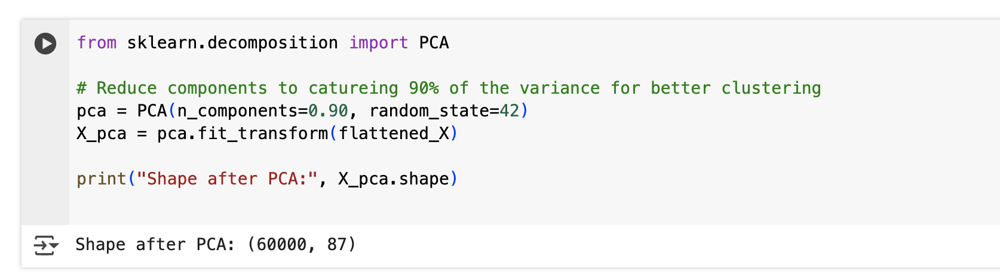 from sklearn.decomposition import PCA
# Reduce components to catureing 90% of the variance for better clustering
pca = PCA(n_components=0.90, random_state=42)
X_pca = pca.fit_transform(flattened_X)
print("Shape after PCA:", X_pca.shape)
Shape after PCA: (60000, 87)